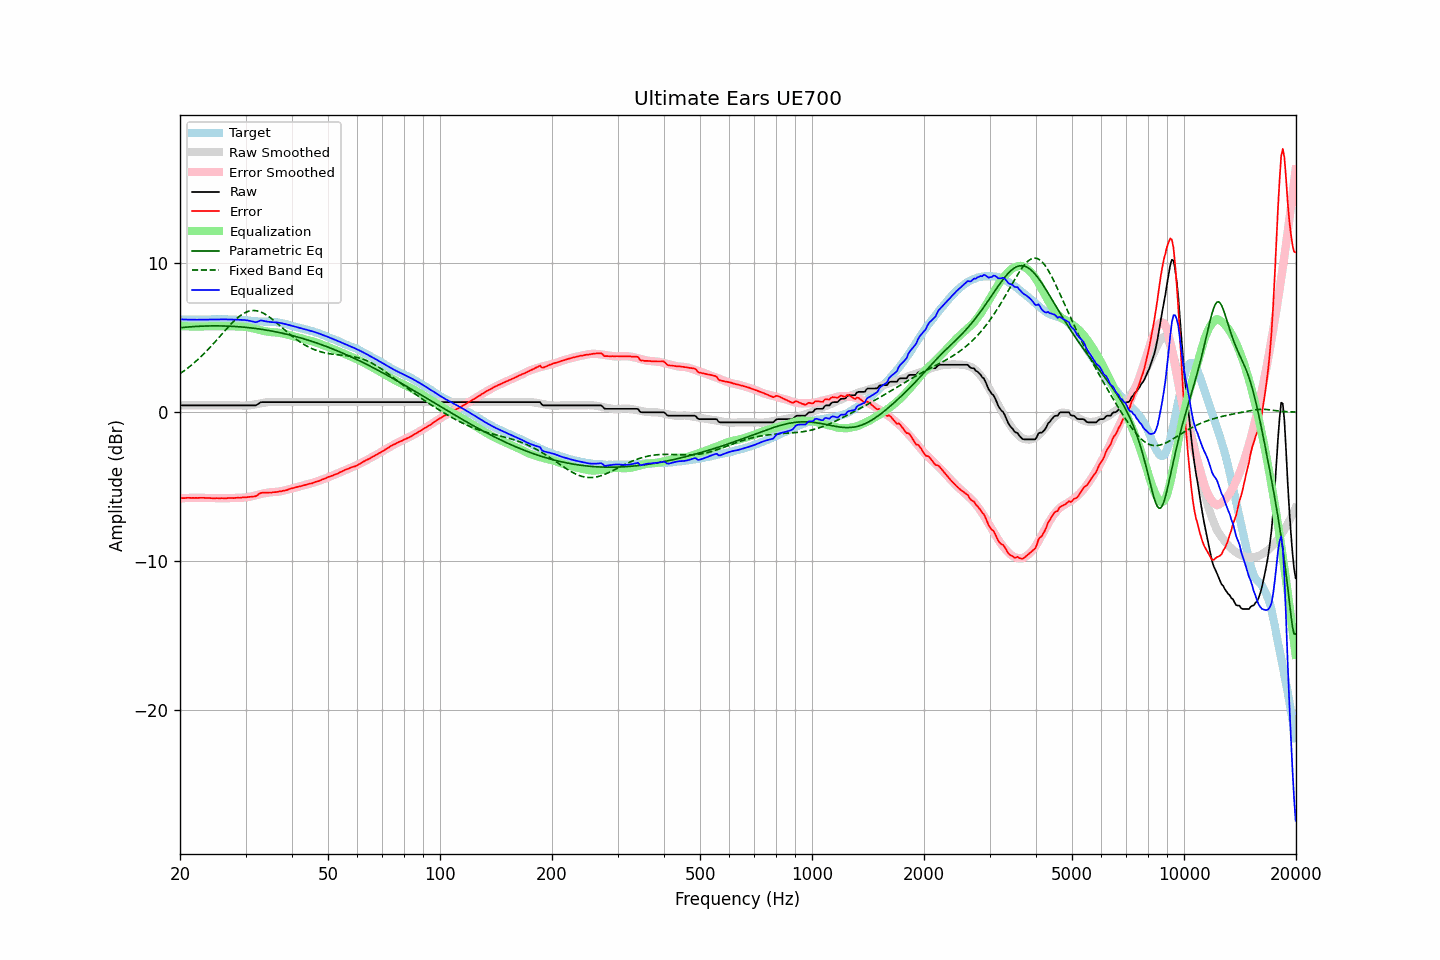 Ultimate Ears UE700
Target
Raw Smoothed
Error Smoothed
Raw
Error
Equalization
Parametric Eq
Fixed Band Eq
Equalized
10
0
−10
−20
Amplitude (dBr)
20 50 100 200 500 1000 2000 5000 10000 20000
Frequency (Hz)